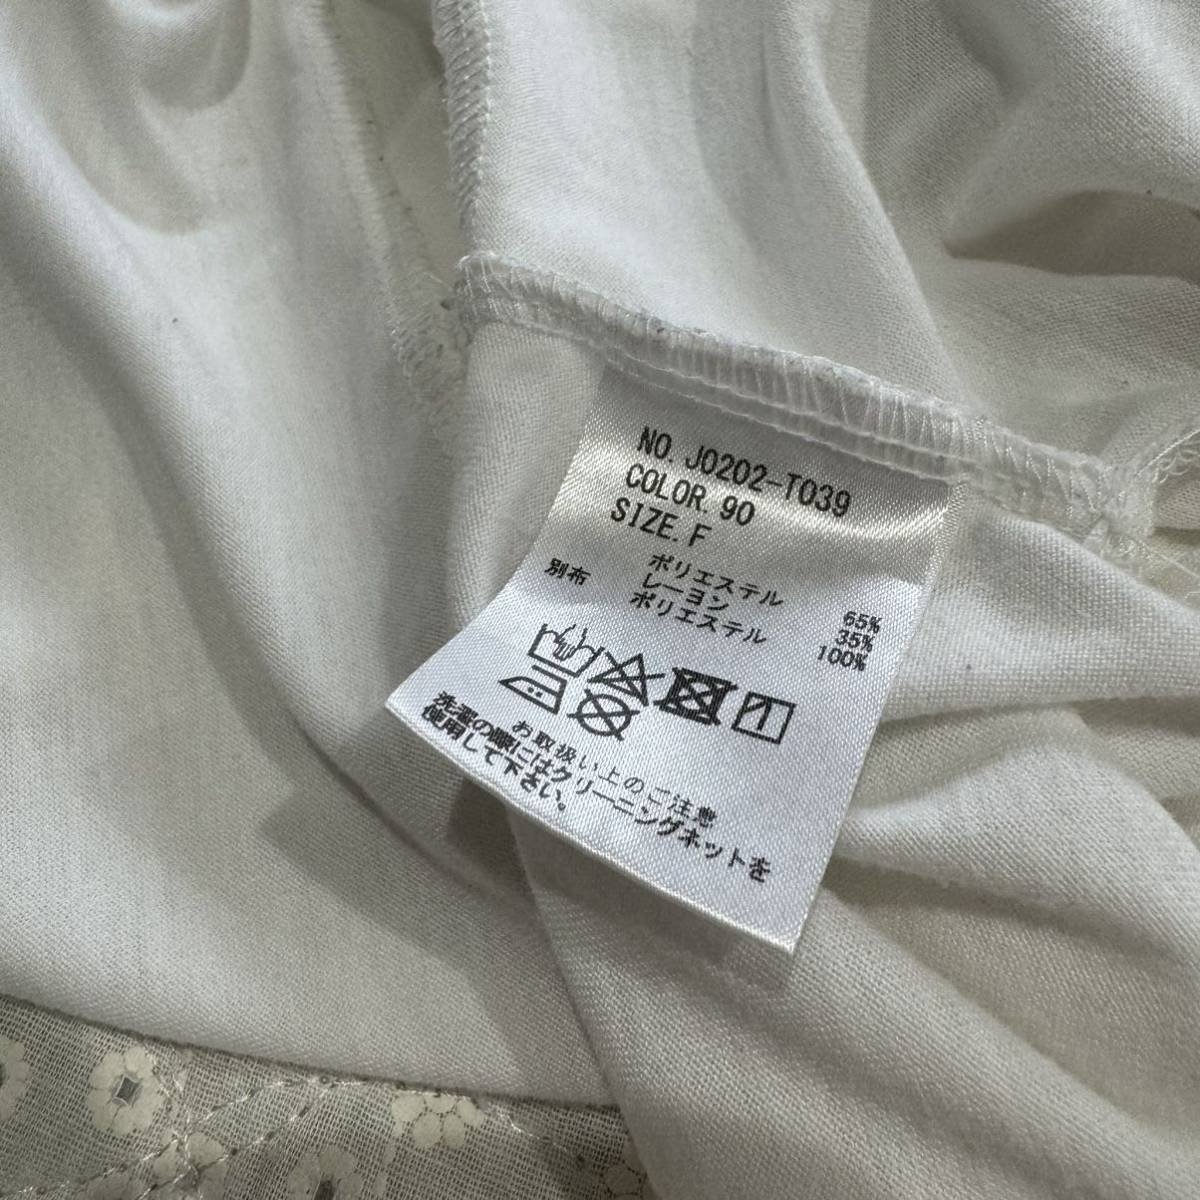 NO. J0202-T039
COLOR. 90
SIZE. F
ポリエステル 65%
レーヨン 35%
別布 ポリエステル 100%
お取扱い上のご注意
洗濯の際にはクリーニングネットを
使用して下さい。